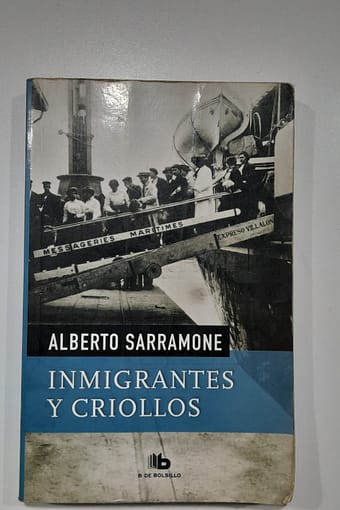 MESSAGERIES MARITIMES
EXPRESO VILLALON
ALBERTO SARRAMONE
INMIGRANTES
Y CRIOLLOS
b
B DE BOLSILLO